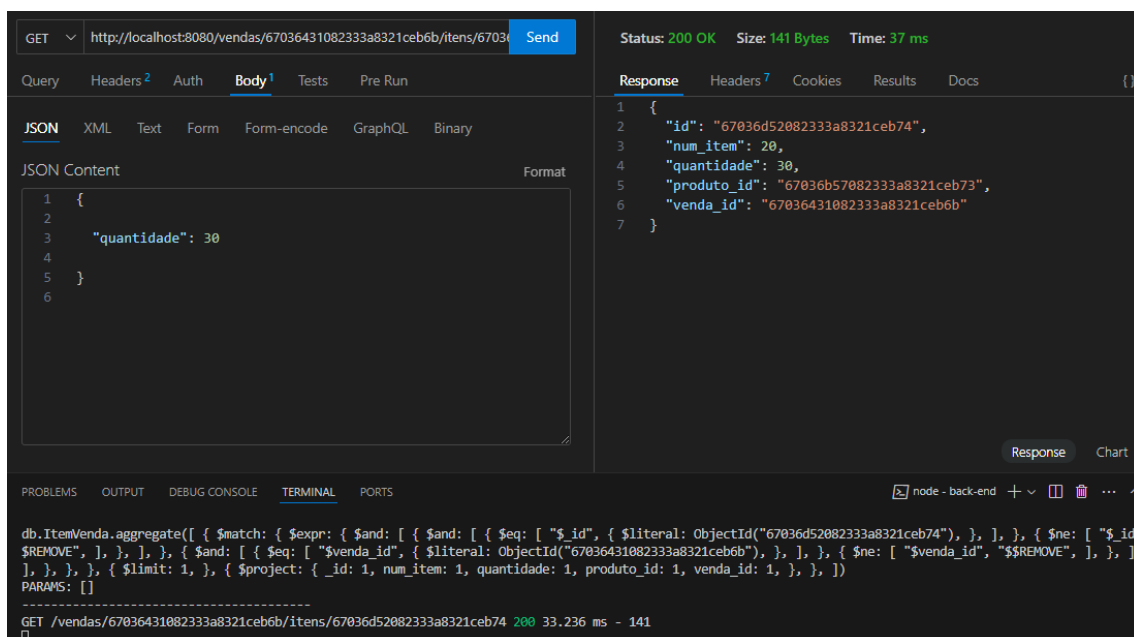 GET http://localhost:8080/vendas/67036431082333a8321ceb6b/itens/6703 Send
Query Headers 2 Auth Body 1 Tests Pre Run
JSON XML Text Form Form-encode GraphQL Binary
JSON Content Format
1 {
2
3 "quantidade": 30
4
5 }
6
Status: 200 OK Size: 141 Bytes Time: 37 ms
Response Headers 7 Cookies Results Docs {}
1 {
2 "id": "67036d52082333a8321ceb74",
3 "num_item": 20,
4 "quantidade": 30,
5 "produto_id": "67036b57082333a8321ceb73",
6 "venda_id": "67036431082333a8321ceb6b"
7 }
Response Chart
PROBLEMS OUTPUT DEBUG CONSOLE TERMINAL PORTS node - back-end
db.ItemVenda.aggregate([ { $match: { $expr: { $and: [ { $and: [ { $eq: [ "$_id", { $literal: ObjectId("67036d52082333a8321ceb74"), }, ], }, { $ne: [ "$_id
$REMOVE", ], }, ], }, { $and: [ { $eq: [ "$venda_id", { $literal: ObjectId("67036431082333a8321ceb6b"), }, ], }, { $ne: [ "$venda_id", "$$REMOVE", ], }, ]
], }, }, }, { $limit: 1, }, { $project: { _id: 1, num_item: 1, quantidade: 1, produto_id: 1, venda_id: 1, }, }, ])
PARAMS: []
----------------------------------------
GET /vendas/67036431082333a8321ceb6b/itens/67036d52082333a8321ceb74 200 33.236 ms - 141